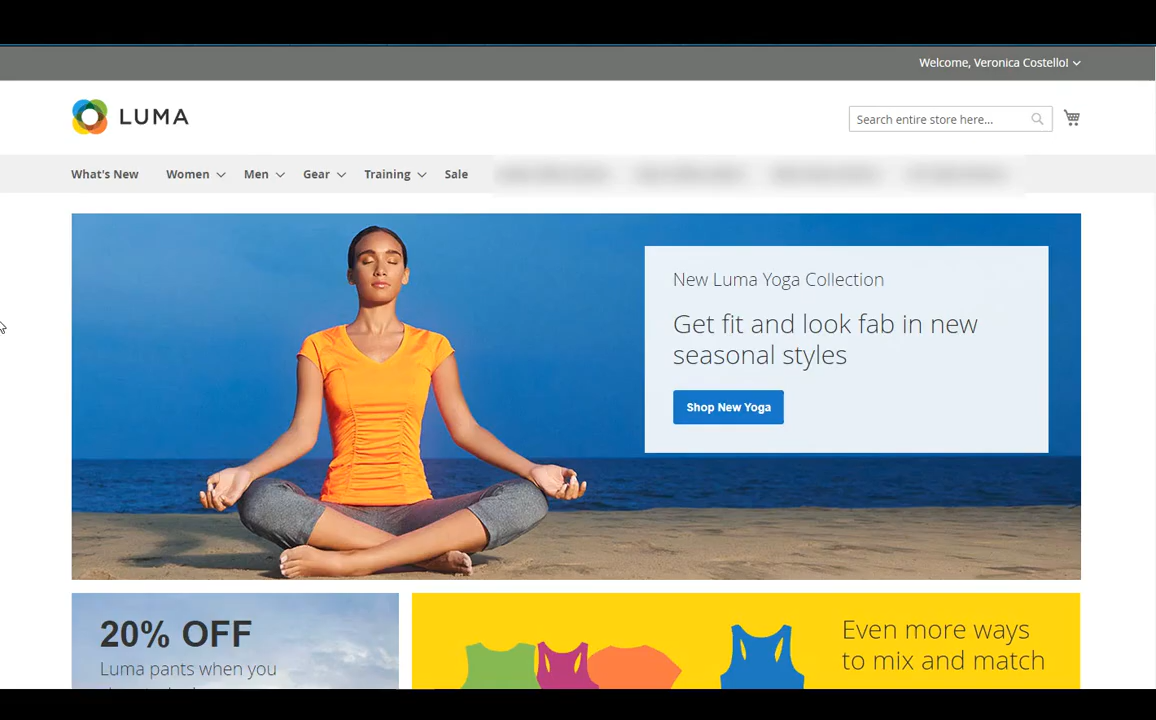 Welcome, Veronica Costello!
LUMA
Search entire store here...
What's New Women Men Gear Training Sale
New Luma Yoga Collection
Get fit and look fab in new
seasonal styles
Shop New Yoga
20% OFF
Luma pants when you
Even more ways
to mix and match